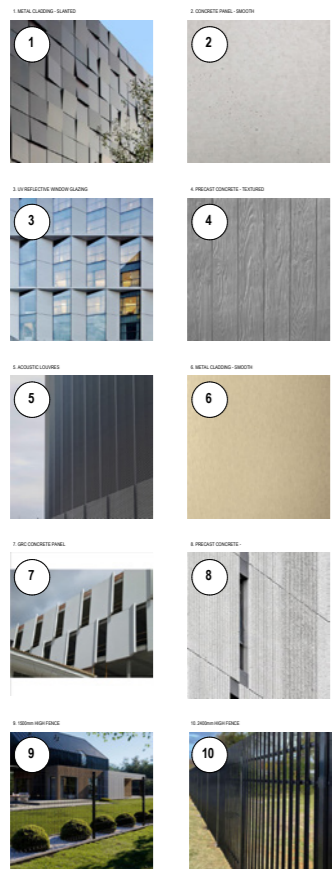 1. METAL CLADDING - SLANTED
1
2. CONCRETE PANEL - SMOOTH
2
3. UV REFLECTIVE WINDOW GLAZING
3
4. PRECAST CONCRETE - TEXTURED
4
5. ACOUSTIC LOUVRES
5
6. METAL CLADDING - SMOOTH
6
7. GRC CONCRETE PANEL
7
8. PRECAST CONCRETE -
8
9. 1800mm HIGH FENCE
9
10. 2400mm HIGH FENCE
10